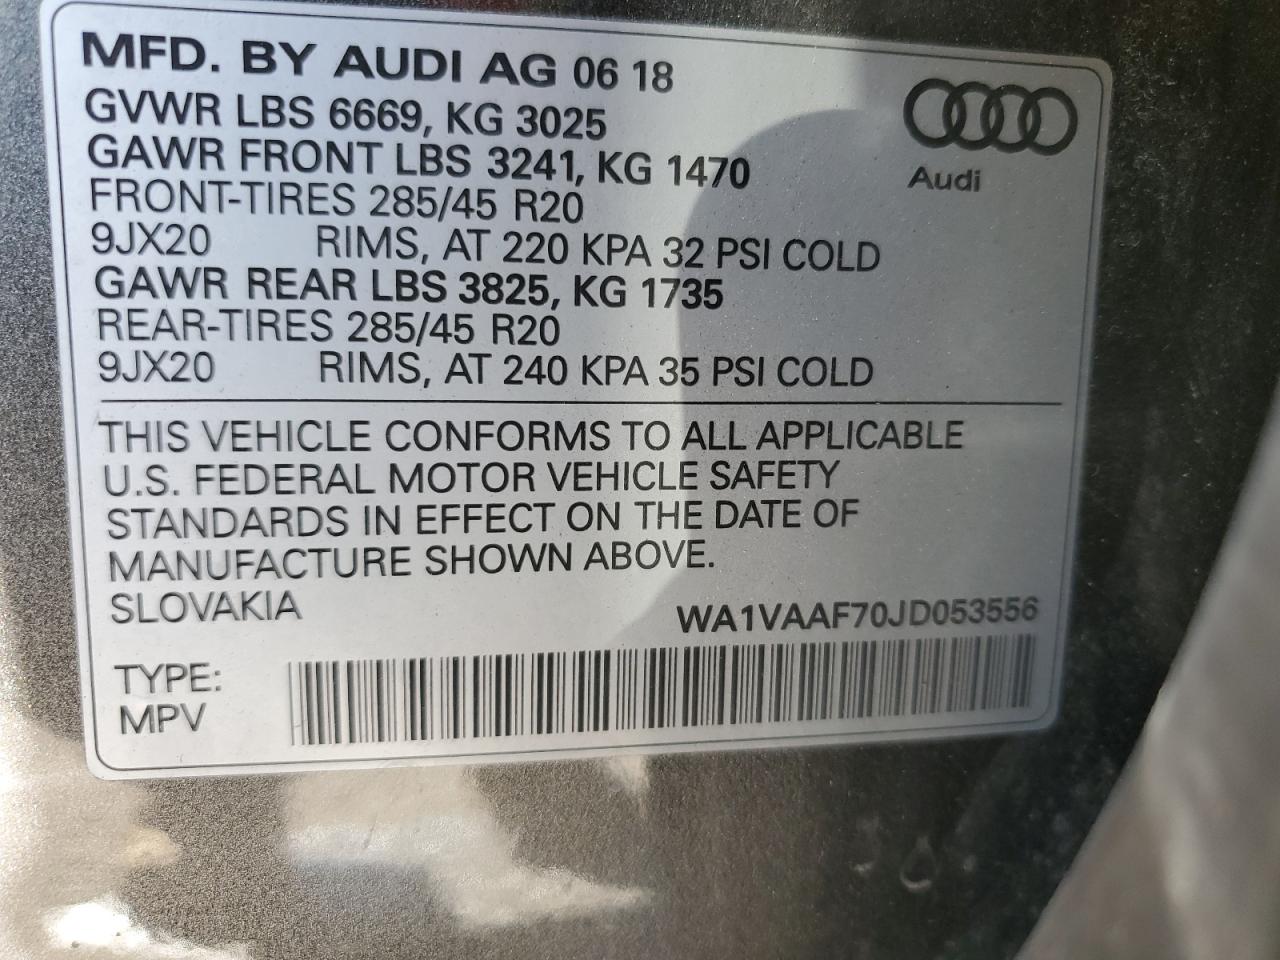 MFD. BY AUDI AG 06 18
GVWR LBS 6669, KG 3025
GAWR FRONT LBS 3241, KG 1470
FRONT-TIRES 285/45 R20
9JX20 RIMS, AT 220 KPA 32 PSI COLD
GAWR REAR LBS 3825, KG 1735
REAR-TIRES 285/45 R20
9JX20 RIMS, AT 240 KPA 35 PSI COLD
Audi
THIS VEHICLE CONFORMS TO ALL APPLICABLE
U.S. FEDERAL MOTOR VEHICLE SAFETY
STANDARDS IN EFFECT ON THE DATE OF
MANUFACTURE SHOWN ABOVE.
SLOVAKIA WA1VAAF70JD053556
TYPE:
MPV